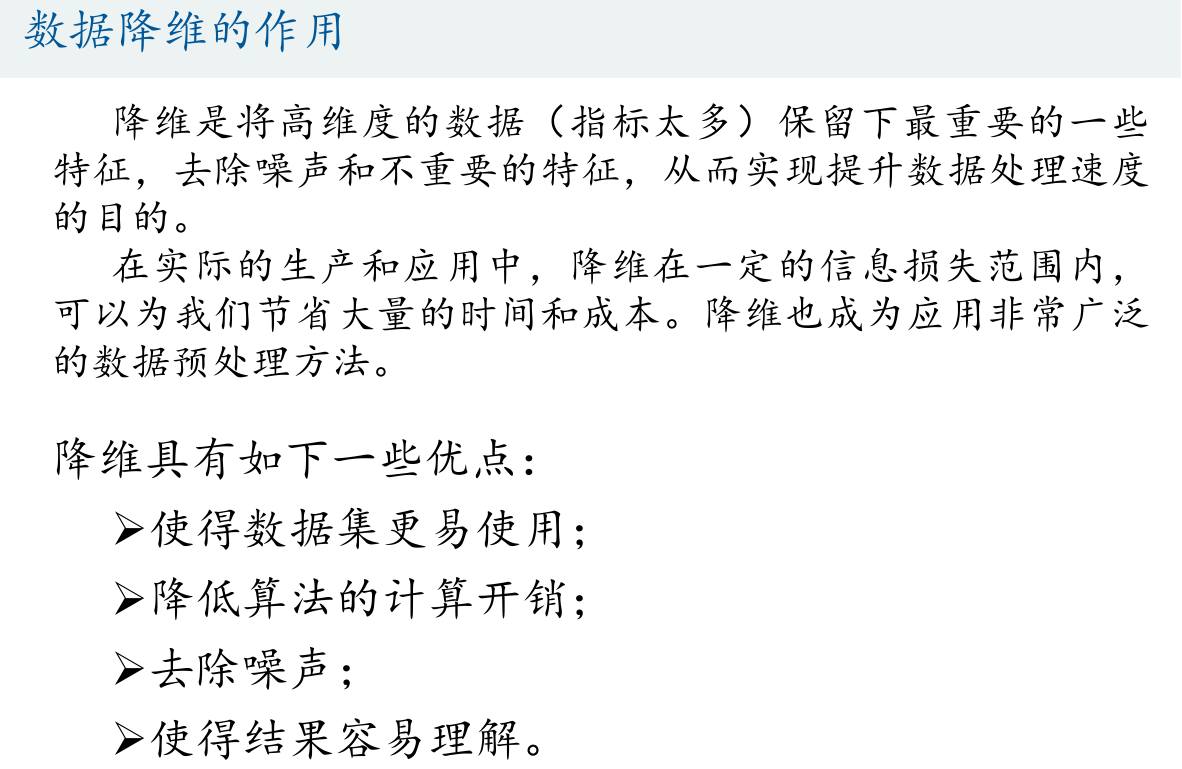 数据降维的作用
降维是将高维度的数据（指标太多）保留下最重要的一些
特征，去除噪声和不重要的特征，从而实现提升数据处理速度
的目的。
在实际的生产和应用中，降维在一定的信息损失范围内，
可以为我们节省大量的时间和成本。降维也成为应用非常广泛
的数据预处理方法。
降维具有如下一些优点：
➢使得数据集更易使用；
➢降低算法的计算开销；
➢去除噪声；
➢使得结果容易理解。